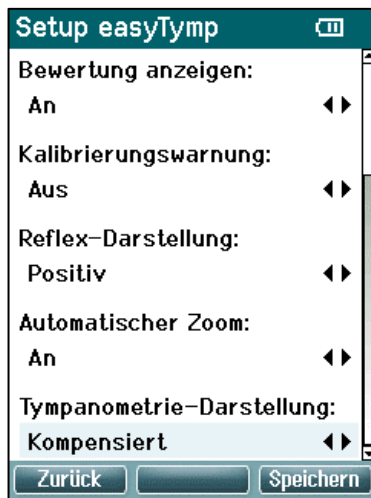 Setup easyTymp
Bewertung anzeigen:
An
Kalibrierungswarnung:
Aus
Reflex-Darstellung:
Positiv
Automatischer Zoom:
An
Tympanometrie-Darstellung:
Kompensiert
Zurück Speichern